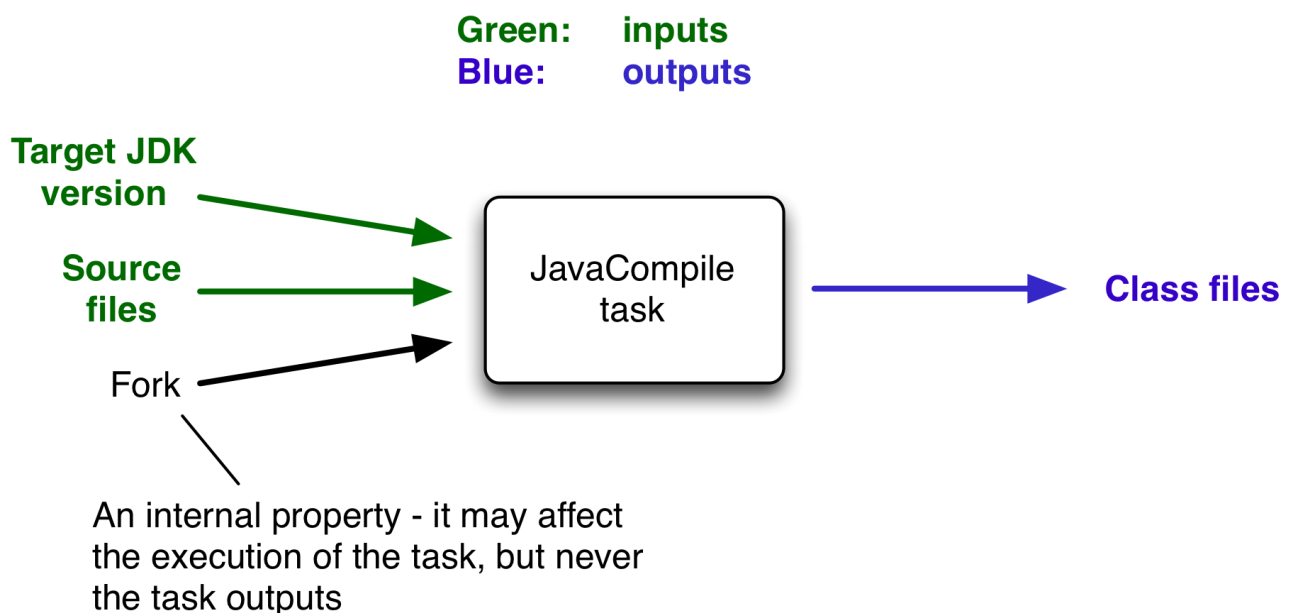 Green: inputs
Blue: outputs
Target JDK
version
Source
files
Fork
JavaCompile
task
Class files
An internal property - it may affect
the execution of the task, but never
the task outputs